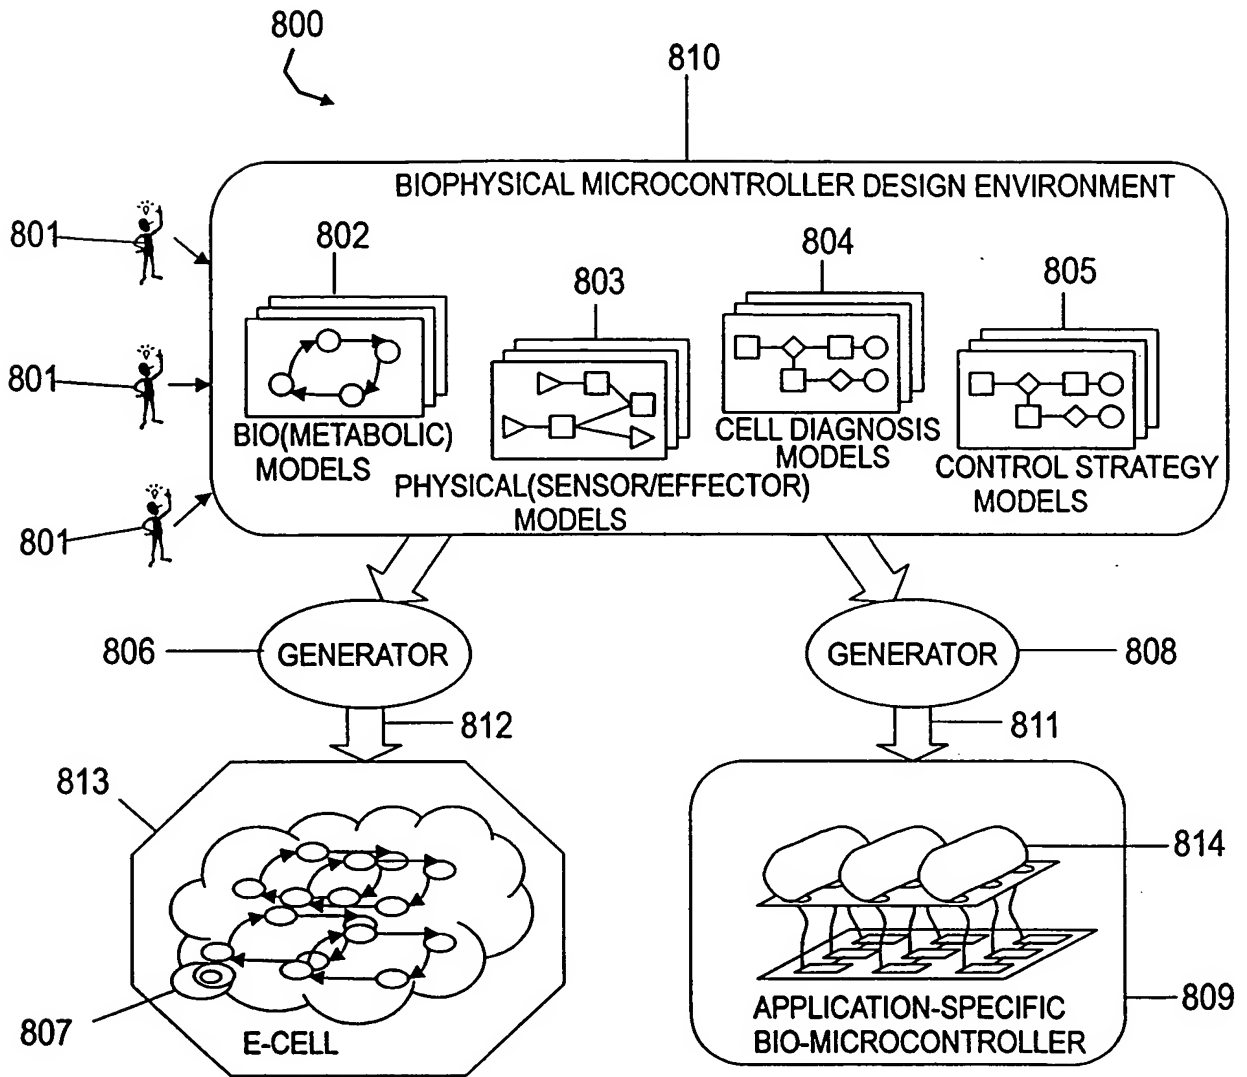 800
810
BIOPHYSICAL MICROCONTROLLER DESIGN ENVIRONMENT
801
802
803
804
805
801
BIO(METABOLIC)
MODELS
CELL DIAGNOSIS
MODELS
CONTROL STRATEGY
MODELS
PHYSICAL(SENSOR/EFFECTOR)
MODELS
801
806
GENERATOR
GENERATOR
808
812
811
813
814
807
E-CELL
APPLICATION-SPECIFIC
BIO-MICROCONTROLLER
809